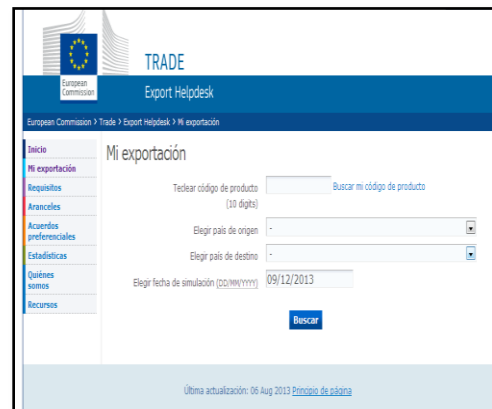 TRADE
European
Commission
Export Helpdesk
European Commission > Trade > Export Helpdesk > Mi exportación
Inicio
Mi exportación
Requisitos
Aranceles
Acuerdos
preferenciales
Estadísticas
Quiénes
somos
Recursos
Mi exportación
Teclear código de producto
(10 digits)
Buscar mi código de producto
Elegir país de origen -
Elegir país de destino -
Elegir fecha de simulación (DD/MM/YYYY) 09/12/2013
Buscar
Última actualización: 06 Aug 2013 Principio de página